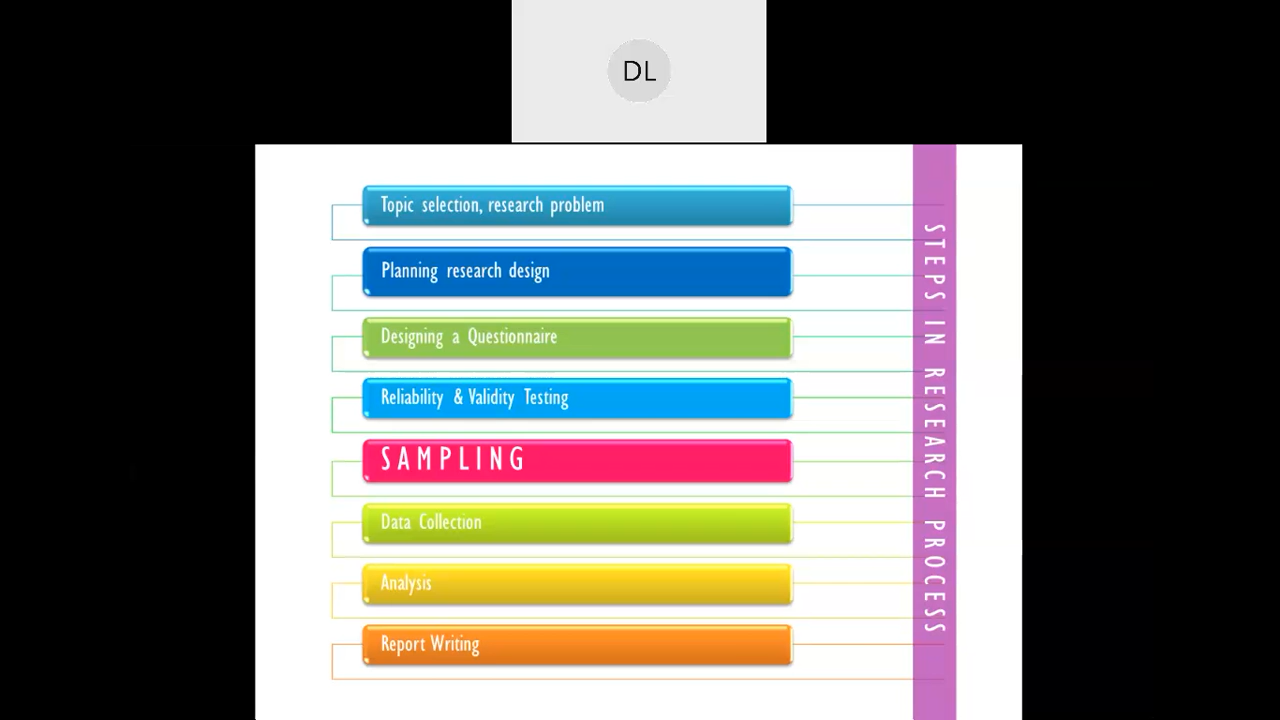 DL
Topic selection, research problem
Planning research design
Designing a Questionnaire
Reliability & Validity Testing
SAMPLING
Data Collection
Analysis
Report Writing
STEPS IN RESEARCH PROCESS